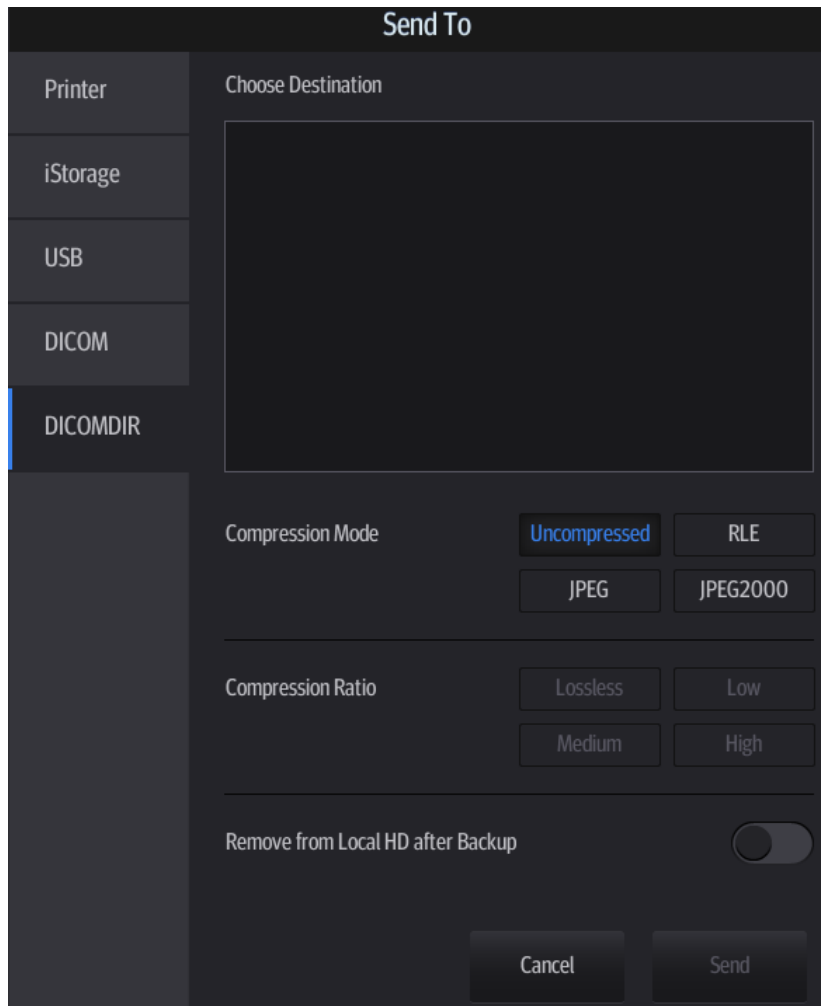 Send To
Printer
iStorage
USB
DICOM
DICOMDIR
Choose Destination
Compression Mode
Uncompressed
RLE
JPEG
JPEG2000
Compression Ratio
Lossless
Low
Medium
High
Remove from Local HD after Backup
Cancel
Send